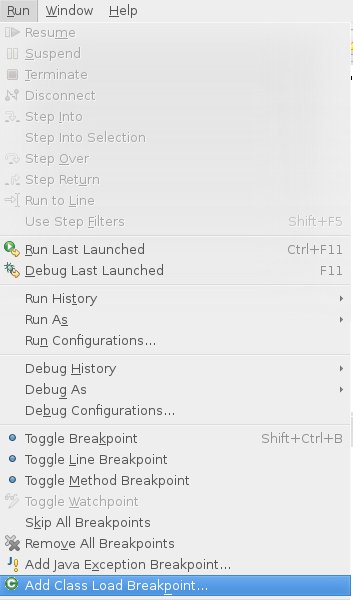 Run Window Help
Resume
Suspend
Terminate
Disconnect
Step Into
Step Into Selection
Step Over
Step Return
Run to Line
Use Step Filters Shift+F5
Run Last Launched Ctrl+F11
Debug Last Launched F11
Run History
Run As
Run Configurations...
Debug History
Debug As
Debug Configurations...
Toggle Breakpoint Shift+Ctrl+B
Toggle Line Breakpoint
Toggle Method Breakpoint
Toggle Watchpoint
Skip All Breakpoints
Remove All Breakpoints
Add Java Exception Breakpoint...
Add Class Load Breakpoint...